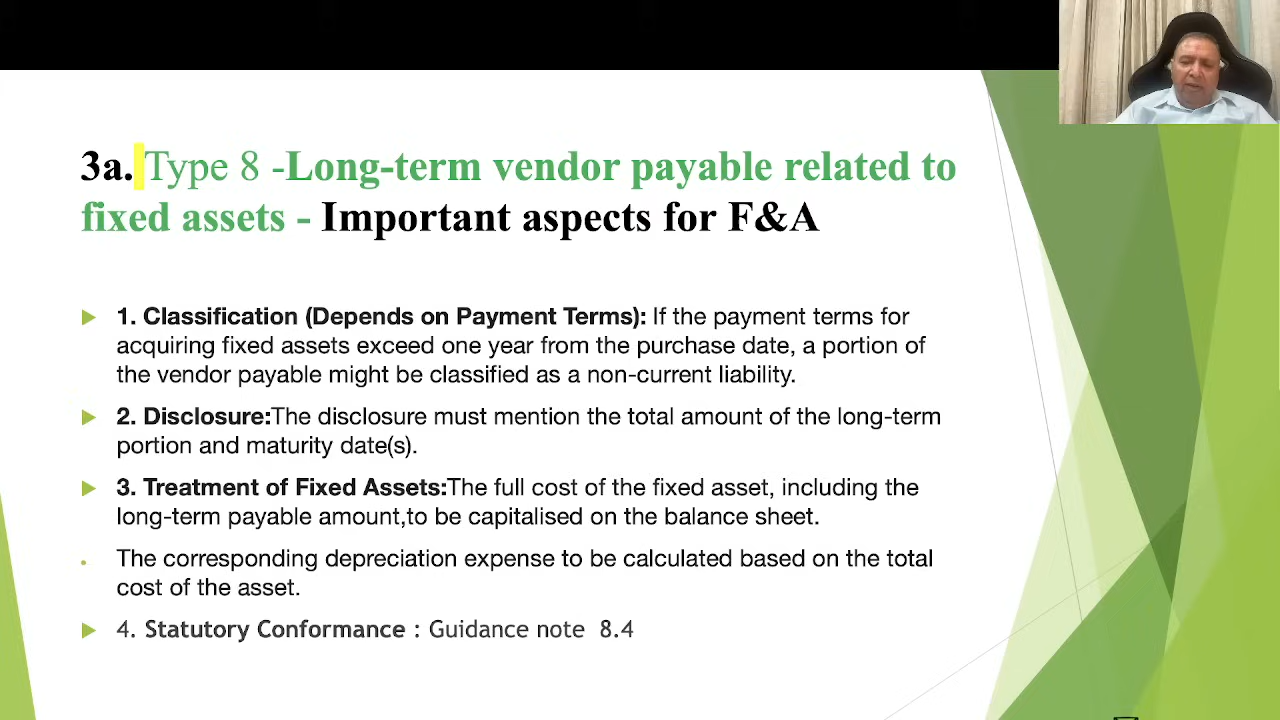 3a. Type 8 -Long-term vendor payable related to
fixed assets - Important aspects for F&A
1. Classification (Depends on Payment Terms): If the payment terms for
acquiring fixed assets exceed one year from the purchase date, a portion of
the vendor payable might be classified as a non-current liability.
2. Disclosure:The disclosure must mention the total amount of the long-term
portion and maturity date(s).
3. Treatment of Fixed Assets:The full cost of the fixed asset, including the
long-term payable amount,to be capitalised on the balance sheet.
The corresponding depreciation expense to be calculated based on the total
cost of the asset.
4. Statutory Conformance : Guidance note 8.4